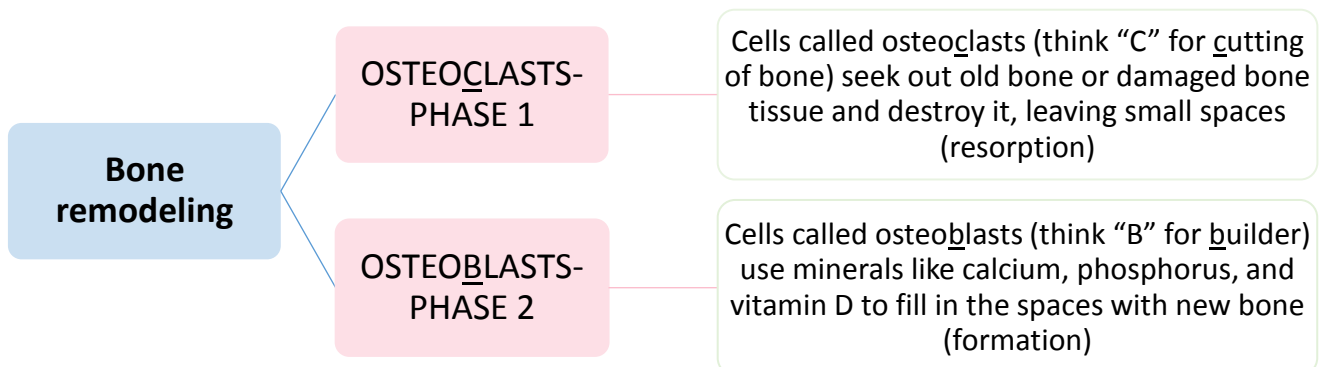 Bone
remodeling
OSTEOCLASTS-
PHASE 1
Cells called osteoclasts (think “C” for cutting
of bone) seek out old bone or damaged bone
tissue and destroy it, leaving small spaces
(resorption)
OSTEOBLASTS-
PHASE 2
Cells called osteoblasts (think “B” for builder)
use minerals like calcium, phosphorus, and
vitamin D to fill in the spaces with new bone
(formation)